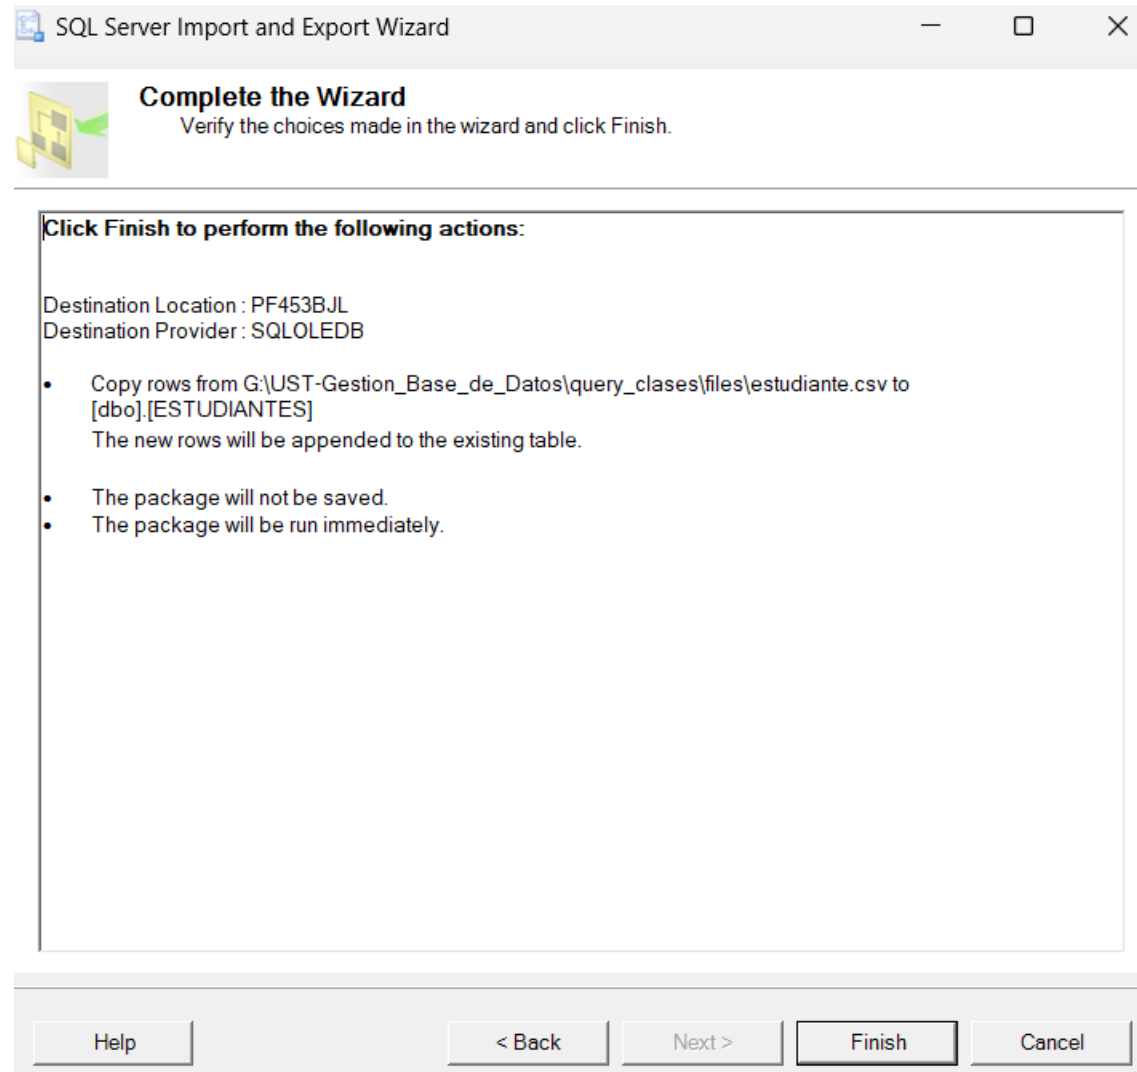 SQL Server Import and Export Wizard
Complete the Wizard
Verify the choices made in the wizard and click Finish.
Click Finish to perform the following actions:
Destination Location : PF453BJL
Destination Provider : SQLOLEDB
• Copy rows from G:\UST-Gestion_Base_de_Datos\query_clases\files\estudiante.csv to
[dbo].[ESTUDIANTES]
The new rows will be appended to the existing table.
• The package will not be saved.
• The package will be run immediately.
Help
< Back
Next >
Finish
Cancel